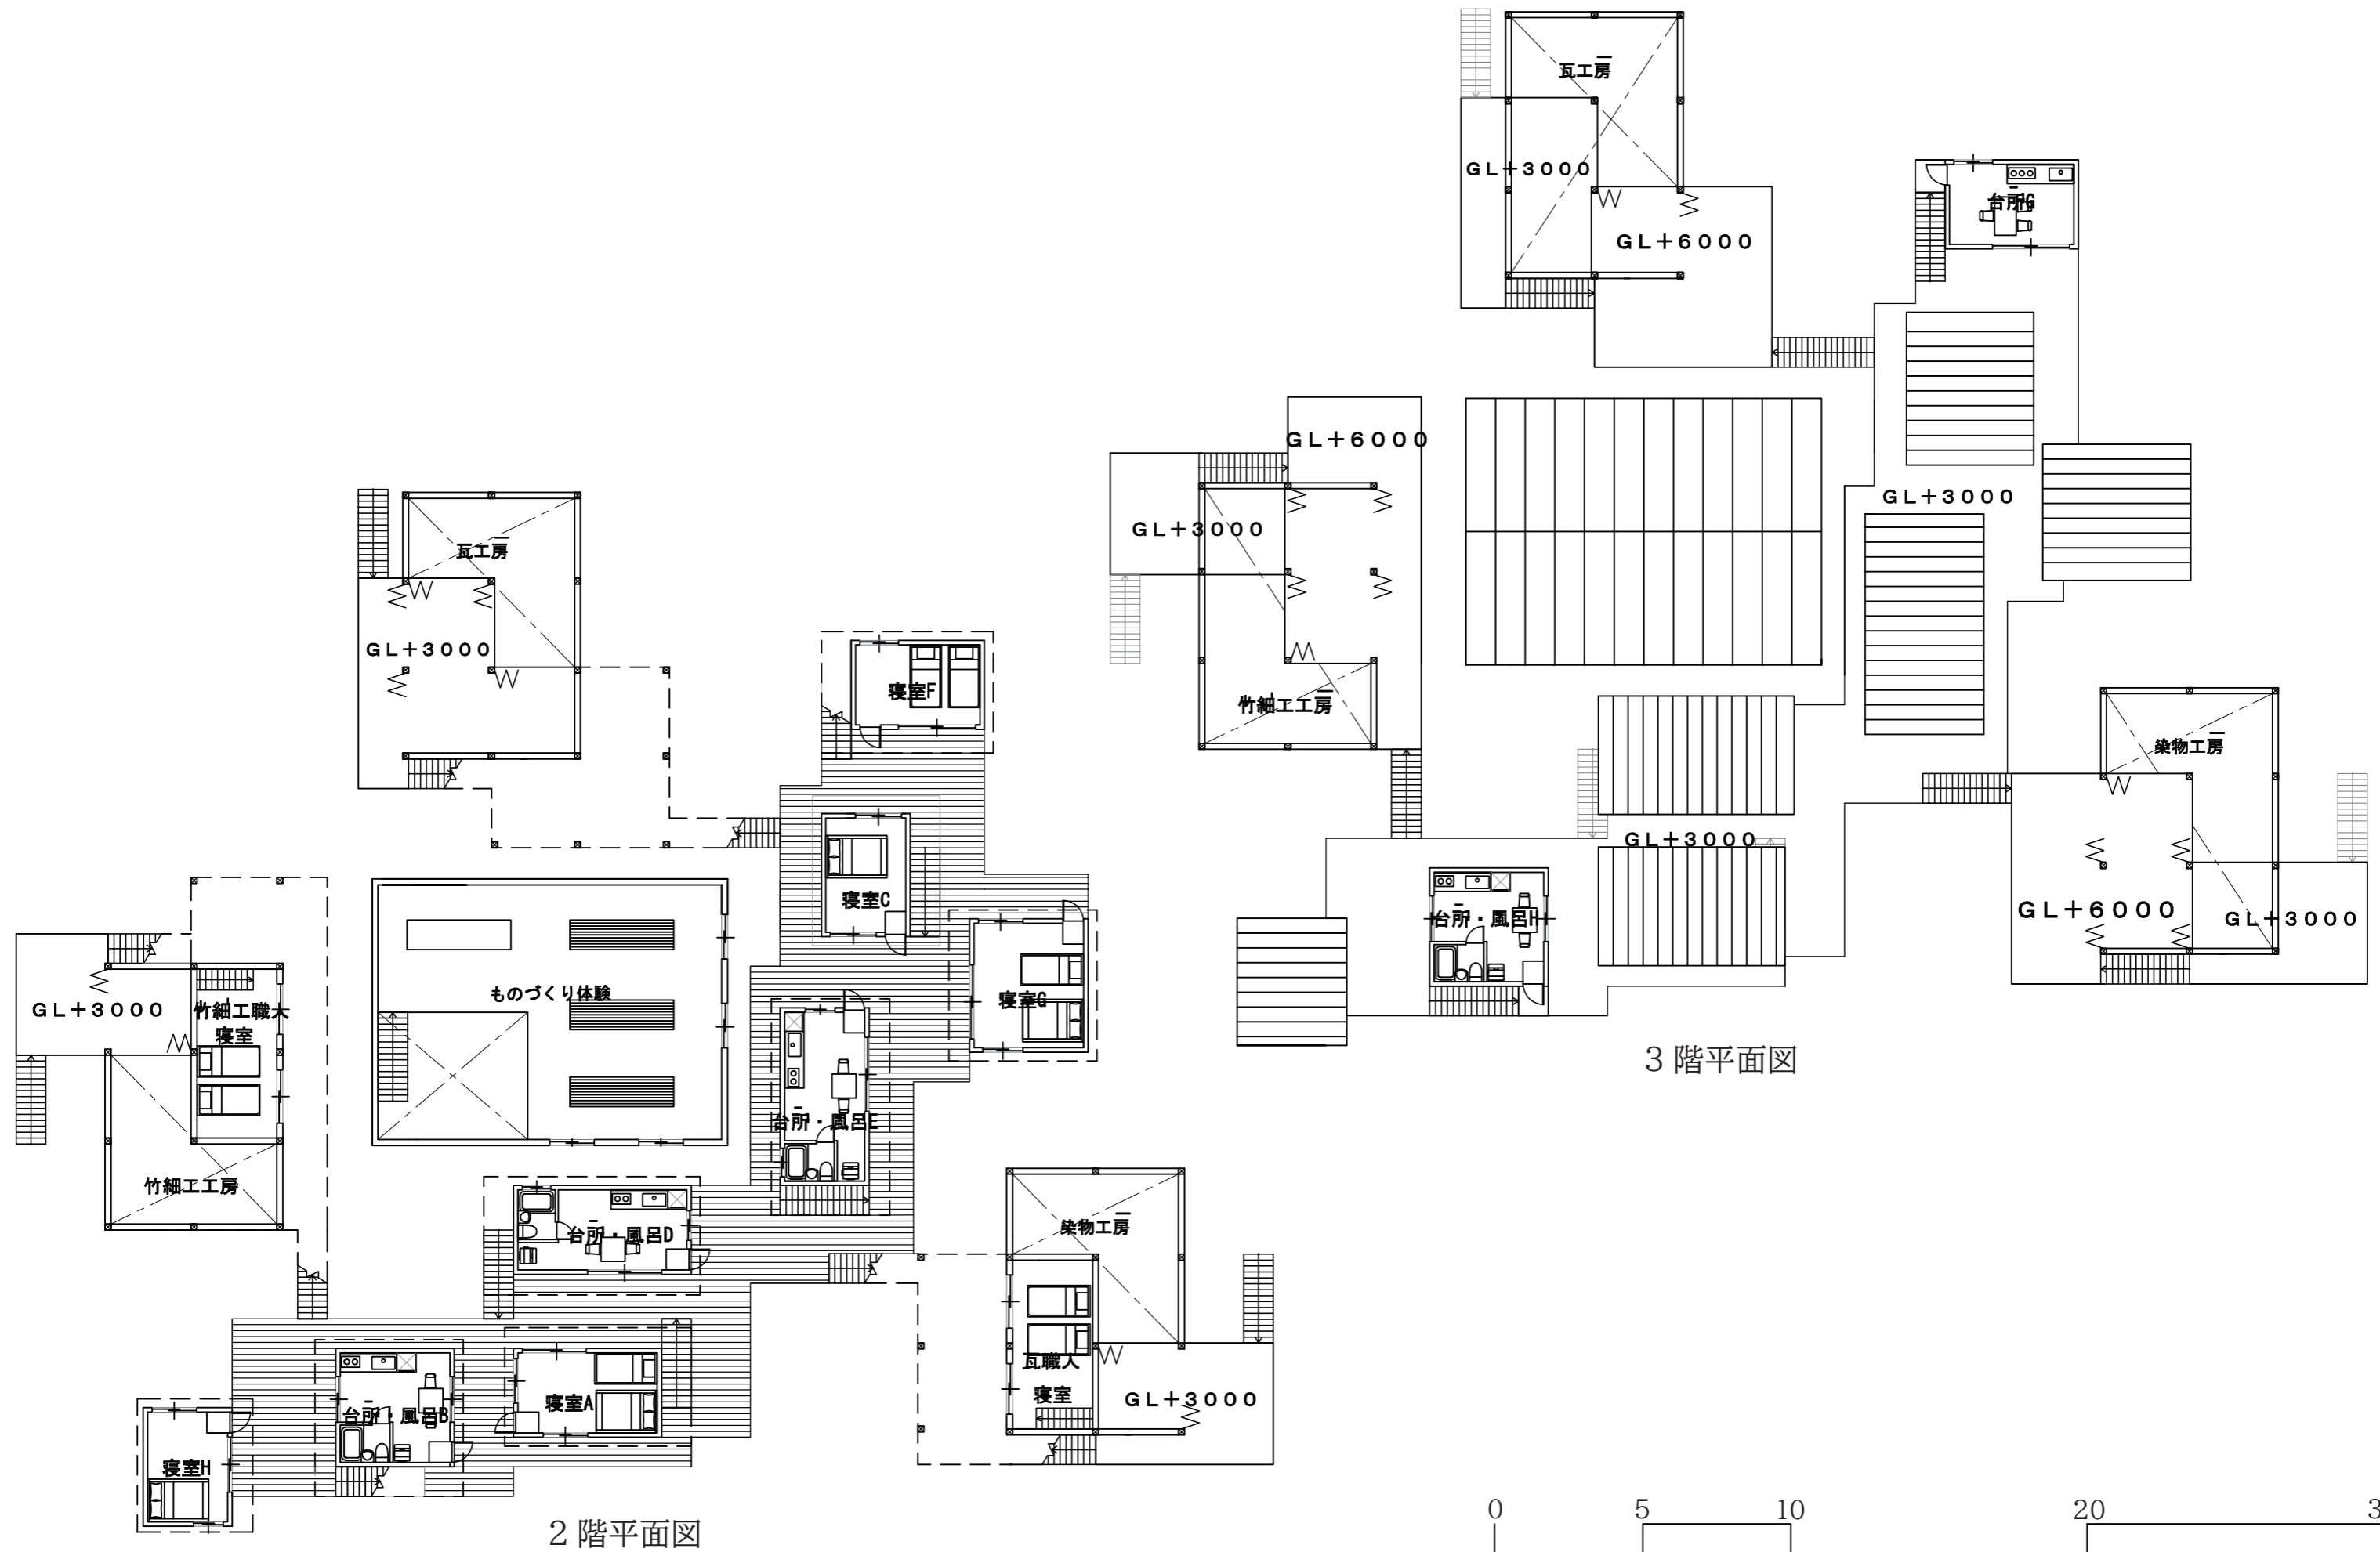 瓦工房
GL+3000
GL+6000
台所G
GL+6000
GL+3000
竹細工工房
GL+3000
染物工房
GL+6000
GL+3000
GL+3000
台所・風呂H
3階平面図
瓦工房
GL+3000
寝室F
寝室C
寝室G
ものづくり体験
GL+3000
竹細工職人
寝室
竹細工工房
台所・風呂E
台所・風呂D
染物工房
瓦職人
寝室
GL+3000
寝室A
台所・風呂B
寝室H
2階平面図
0 5 10 20 3